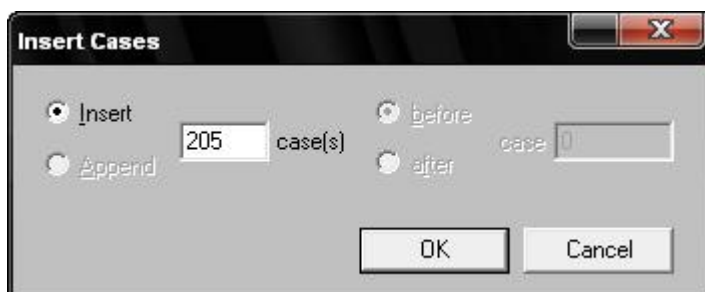 Insert Cases
Insert 205 case(s) before
Append after case 0
OK Cancel